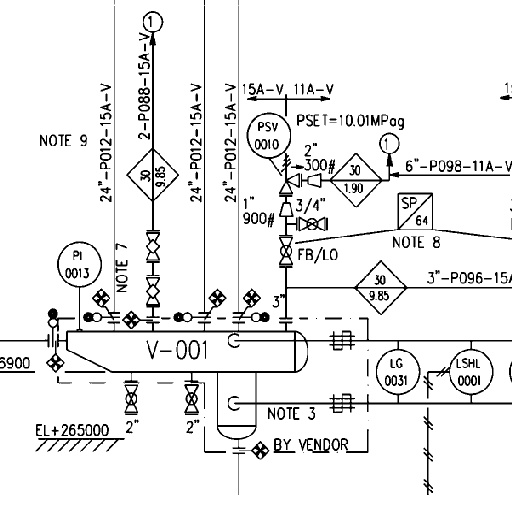 1
2-P088-15A-V
24"-P012-15A-V
24"-P012-15A-V
24"-P012-15A-V
15A-V 11A-V
PSV
0010
PSET=10.01MPag
NOTE 9
30
9.85
2"
300#
30
1.90
1
6"-P098-11A-V
1"
900#
3/4"
SP
64
NOTE 8
FB/LO
PI
0013
NOTE 7
30
9.85
3"-P096-15A
3"
V-001
6900
LG
0031
LSHL
0001
2"
2"
NOTE 3
EL+265000
BY VENDOR